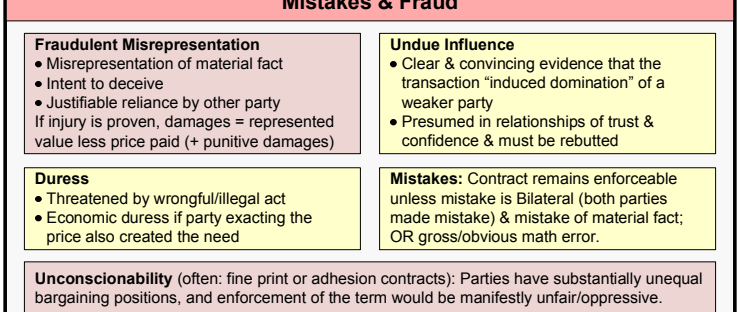 Mistakes & Fraud
Fraudulent Misrepresentation
• Misrepresentation of material fact
• Intent to deceive
• Justifiable reliance by other party
If injury is proven, damages = represented
value less price paid (+ punitive damages)
Undue Influence
• Clear & convincing evidence that the
transaction “induced domination” of a
weaker party
• Presumed in relationships of trust &
confidence & must be rebutted
Duress
• Threatened by wrongful/illegal act
• Economic duress if party exacting the
price also created the need
Mistakes: Contract remains enforceable
unless mistake is Bilateral (both parties
made mistake) & mistake of material fact;
OR gross/obvious math error.
Unconscionability (often: fine print or adhesion contracts): Parties have substantially unequal
bargaining positions, and enforcement of the term would be manifestly unfair/oppressive.